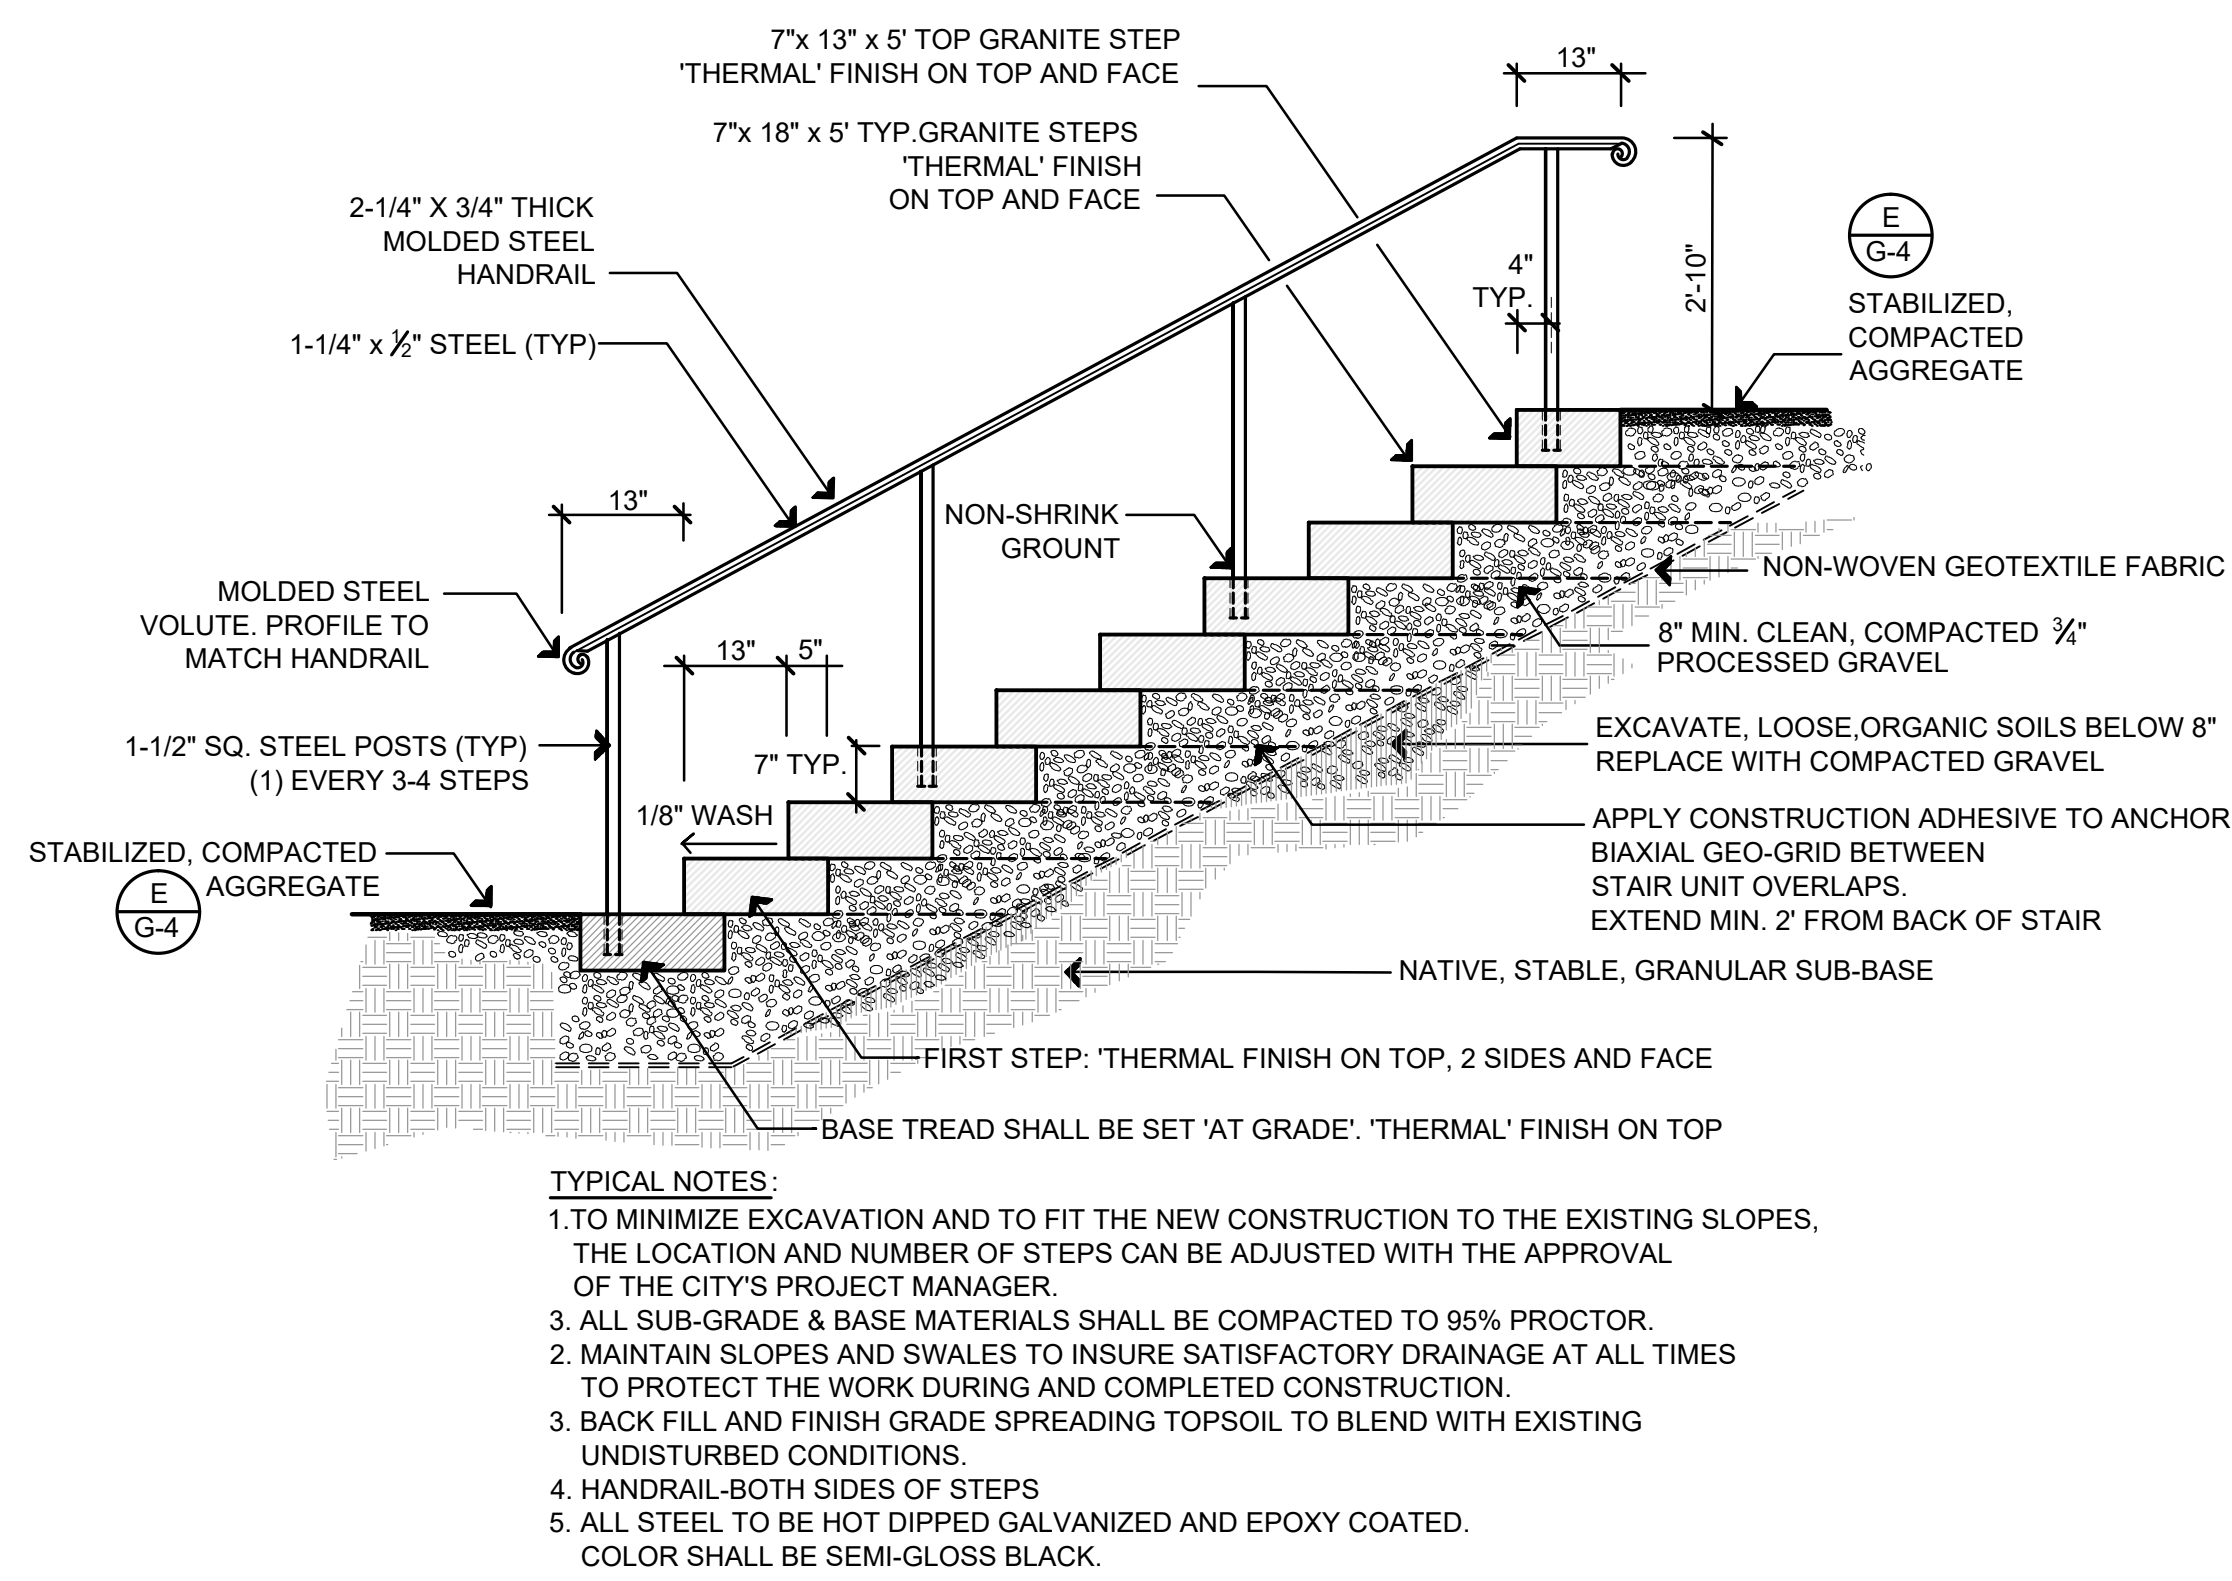 7"x 13" x 5' TOP GRANITE STEP
'THERMAL' FINISH ON TOP AND FACE
13"
7"x 18" x 5' TYP.GRANITE STEPS
'THERMAL' FINISH
ON TOP AND FACE
2-1/4" X 3/4" THICK
MOLDED STEEL
HANDRAIL
1-1/4" x 1/2" STEEL (TYP)
4"
TYP.
2'-10"
E
G-4
STABILIZED,
COMPACTED
AGGREGATE
13"
NON-SHRINK
GROUNT
MOLDED STEEL
VOLUTE. PROFILE TO
MATCH HANDRAIL
13"
5"
1-1/2" SQ. STEEL POSTS (TYP)
(1) EVERY 3-4 STEPS
7" TYP.
1/8" WASH
STABILIZED, COMPACTED
AGGREGATE
E
G-4
NON-WOVEN GEOTEXTILE FABRIC
8" MIN. CLEAN, COMPACTED 3/4"
PROCESSED GRAVEL
EXCAVATE, LOOSE,ORGANIC SOILS BELOW 8"
REPLACE WITH COMPACTED GRAVEL
APPLY CONSTRUCTION ADHESIVE TO ANCHOR
BIAXIAL GEO-GRID BETWEEN
STAIR UNIT OVERLAPS.
EXTEND MIN. 2' FROM BACK OF STAIR
NATIVE, STABLE, GRANULAR SUB-BASE
FIRST STEP: 'THERMAL FINISH ON TOP, 2 SIDES AND FACE
BASE TREAD SHALL BE SET 'AT GRADE'. 'THERMAL' FINISH ON TOP
TYPICAL NOTES:
1.TO MINIMIZE EXCAVATION AND TO FIT THE NEW CONSTRUCTION TO THE EXISTING SLOPES,
THE LOCATION AND NUMBER OF STEPS CAN BE ADJUSTED WITH THE APPROVAL
OF THE CITY'S PROJECT MANAGER.
3. ALL SUB-GRADE & BASE MATERIALS SHALL BE COMPACTED TO 95% PROCTOR.
2. MAINTAIN SLOPES AND SWALES TO INSURE SATISFACTORY DRAINAGE AT ALL TIMES
TO PROTECT THE WORK DURING AND COMPLETED CONSTRUCTION.
3. BACK FILL AND FINISH GRADE SPREADING TOPSOIL TO BLEND WITH EXISTING
UNDISTURBED CONDITIONS.
4. HANDRAIL-BOTH SIDES OF STEPS
5. ALL STEEL TO BE HOT DIPPED GALVANIZED AND EPOXY COATED.
COLOR SHALL BE SEMI-GLOSS BLACK.